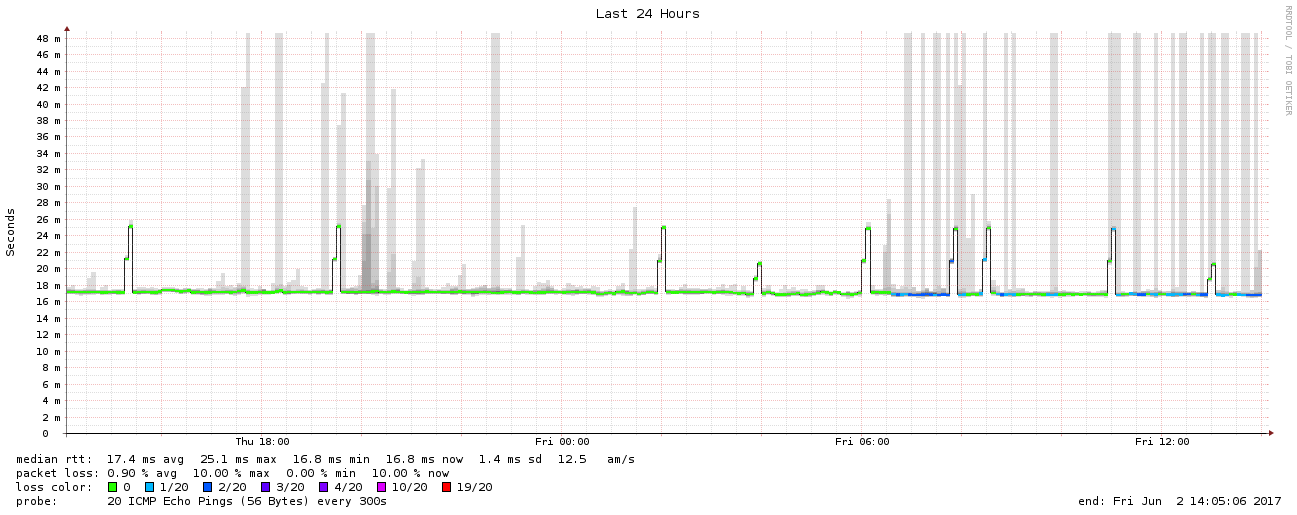 Last 24 Hours
RRDTOOL / TOBI OETIKER
Seconds
48 m
46 m
44 m
42 m
40 m
38 m
36 m
34 m
32 m
30 m
28 m
26 m
24 m
22 m
20 m
18 m
16 m
14 m
12 m
10 m
8 m
6 m
4 m
2 m
0
Thu 18:00 Fri 00:00 Fri 06:00 Fri 12:00
median rtt: 17.4 ms avg 25.1 ms max 16.8 ms min 16.8 ms now 1.4 ms sd 12.5 am/s
packet loss: 0.90 % avg 10.00 % max 0.00 % min 10.00 % now
loss color: 0 1/20 2/20 3/20 4/20 10/20 19/20
probe: 20 ICMP Echo Pings (56 Bytes) every 300s end: Fri Jun 2 14:05:06 2017